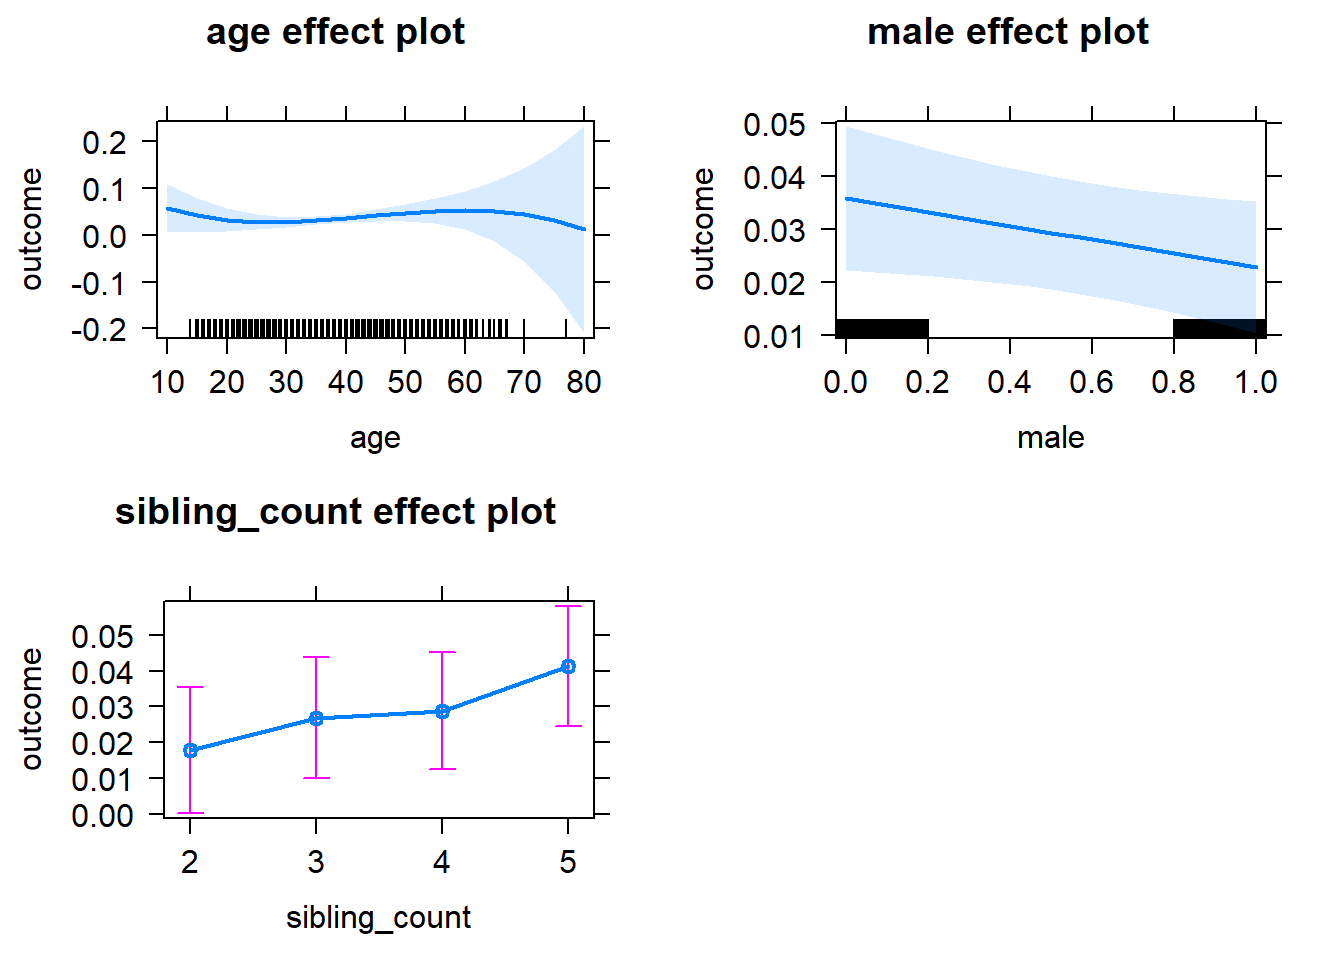 age effect plot
outcome
0.2
0.1
0.0
-0.1
-0.2
10 20 30 40 50 60 70 80
age
male effect plot
outcome
0.05
0.04
0.03
0.02
0.01
0.0 0.2 0.4 0.6 0.8 1.0
male
sibling_count effect plot
outcome
0.05
0.04
0.03
0.02
0.01
0.00
2 3 4 5
sibling_count